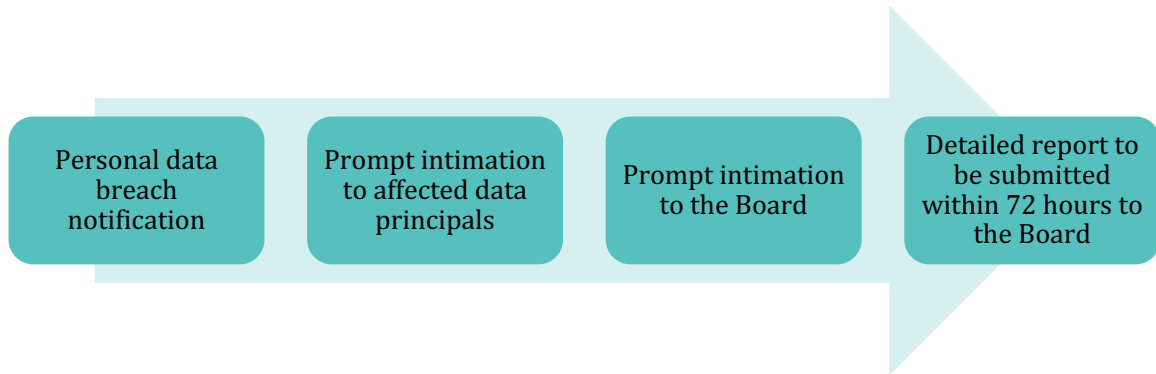 Personal data
breach
notification
Prompt intimation
to affected data
principals
Prompt intimation
to the Board
Detailed report to
be submitted
within 72 hours to
the Board